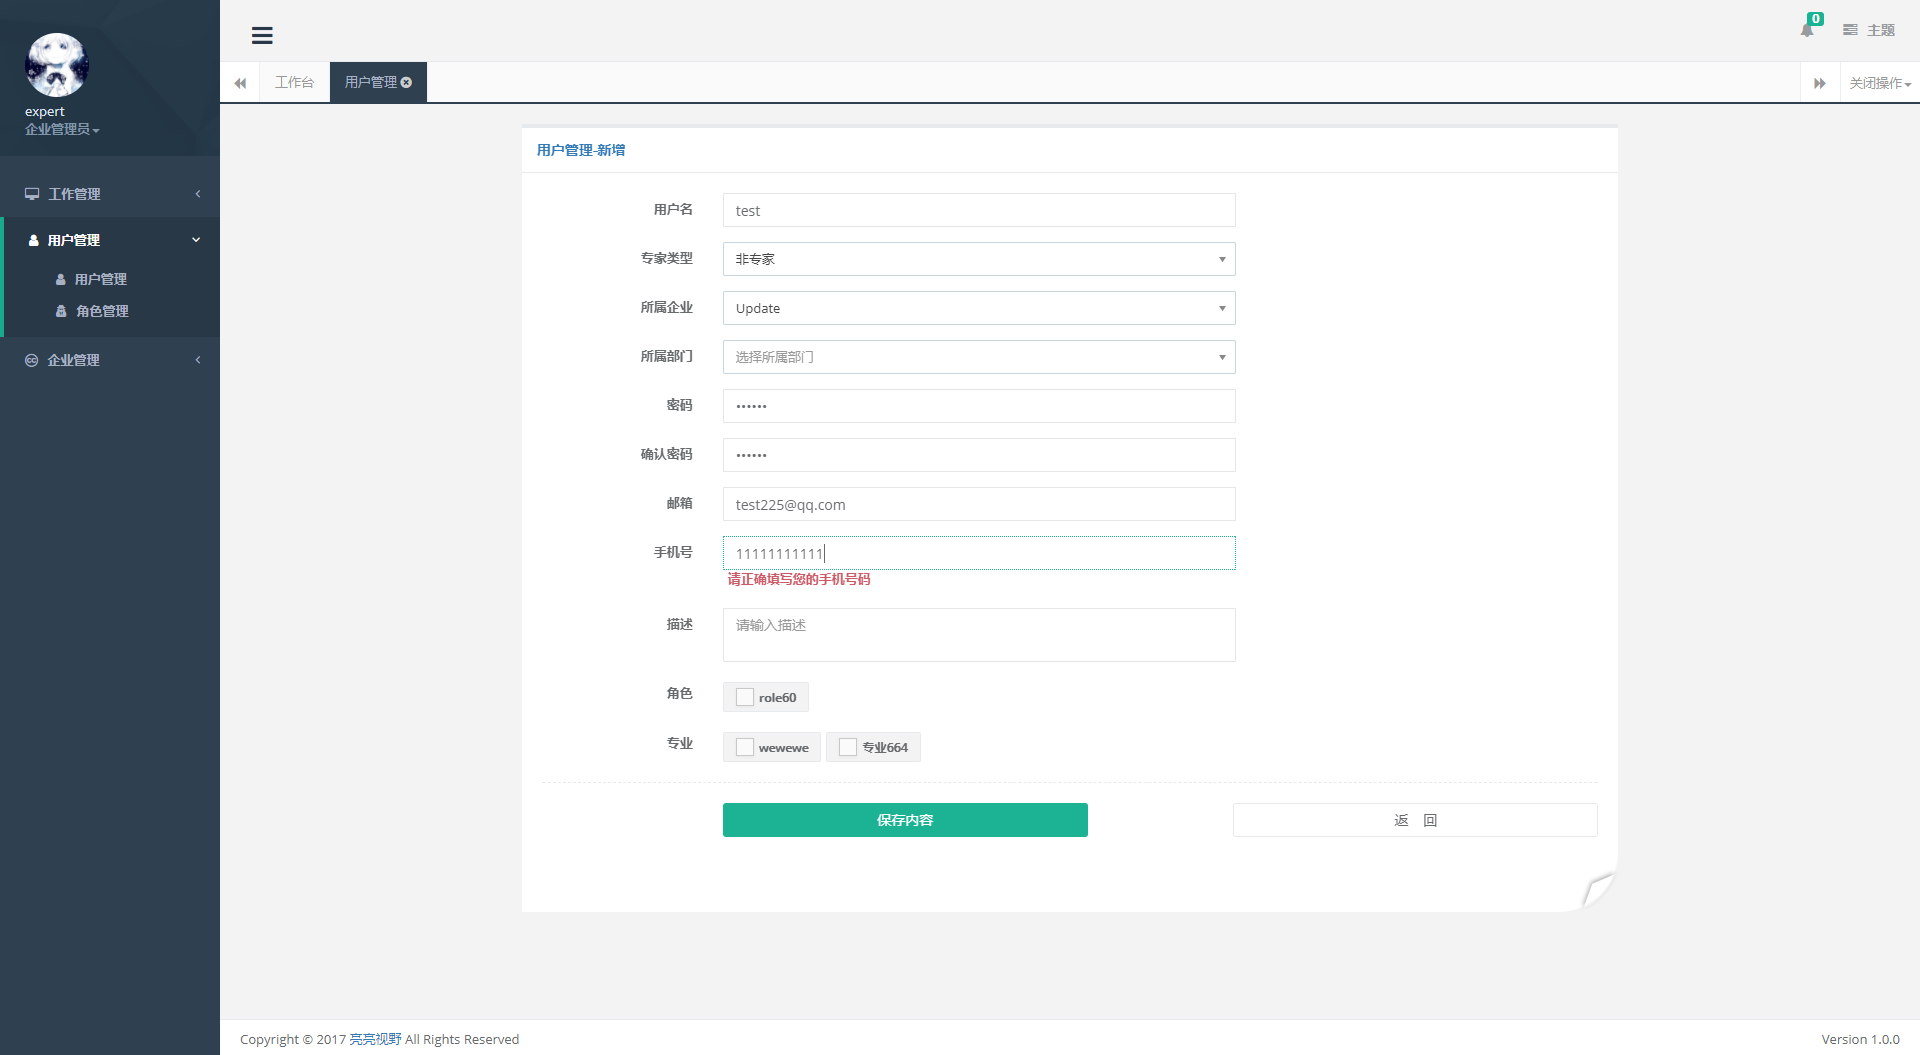 0
主题
工作台
用户管理
关闭操作
expert
企业管理员
工作管理
用户管理
用户管理
角色管理
企业管理
用户管理-新增
用户名
test
专家类型
非专家
所属企业
Update
所属部门
选择所属部门
密码
••••••
确认密码
••••••
邮箱
test225@qq.com
手机号
11111111111
请正确填写您的手机号码
描述
请输入描述
角色
role60
专业
wewewe 专业664
保存内容
返 回
Copyright © 2017 亮亮视野 All Rights Reserved
Version 1.0.0